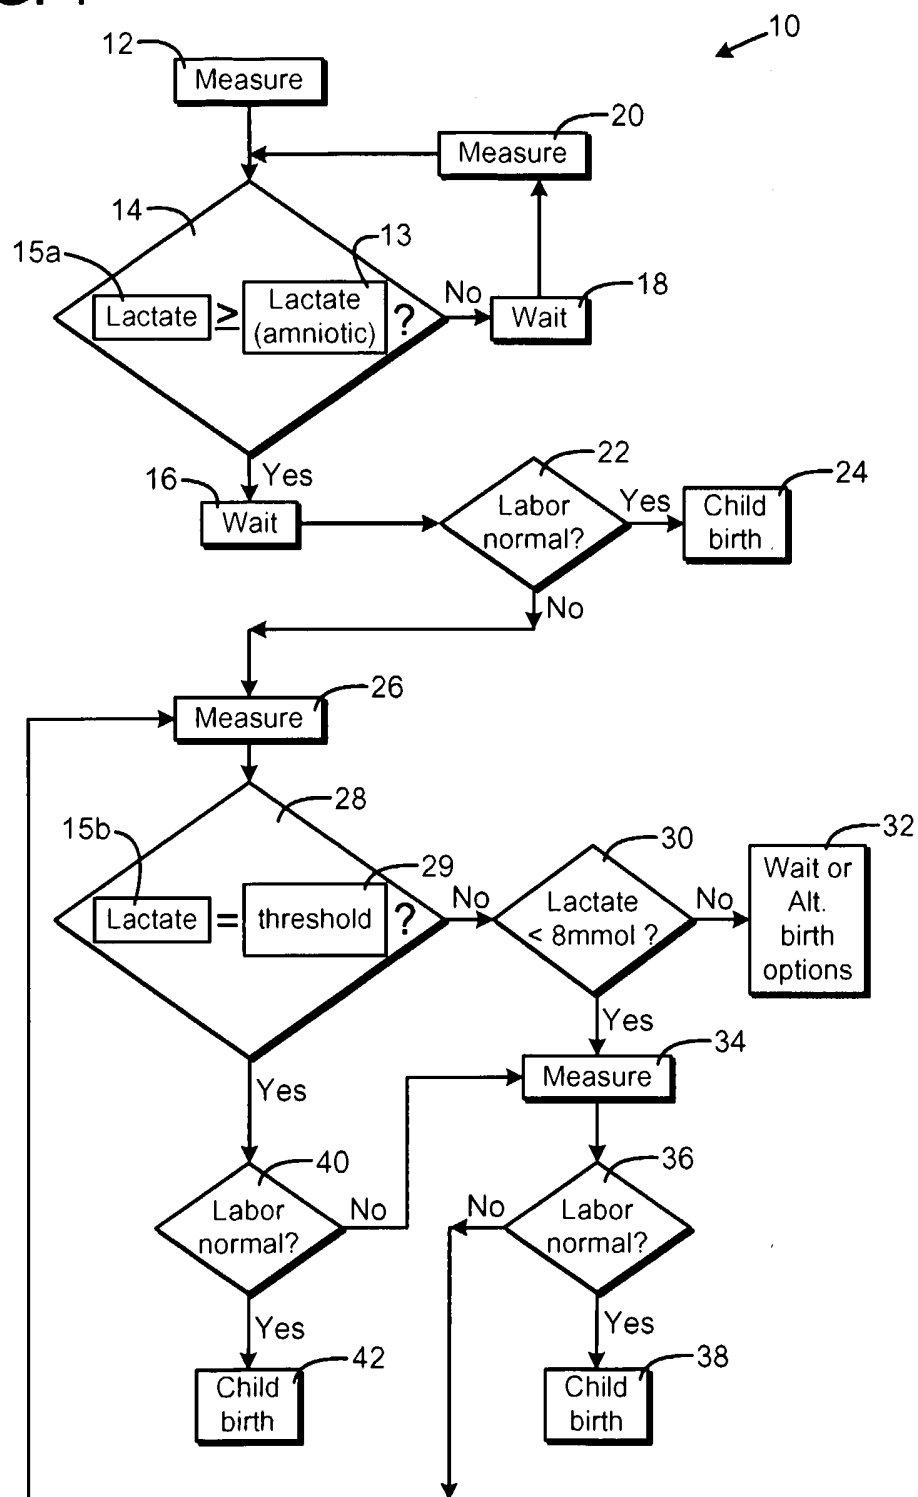 10
12
Measure
20
Measure
14
13
15a
Lactate ≥ Lactate (amniotic) ?
No
18
Wait
Yes
16
Wait
22
Labor
normal?
Yes
24
Child
birth
No
26
Measure
28
15b
29
Lactate = threshold ?
No
30
Lactate
< 8mmol ?
No
32
Wait or
Alt.
birth
options
Yes
34
Measure
Yes
40
Labor
normal?
No
36
Labor
normal?
No
Yes
42
Child
birth
Yes
38
Child
birth